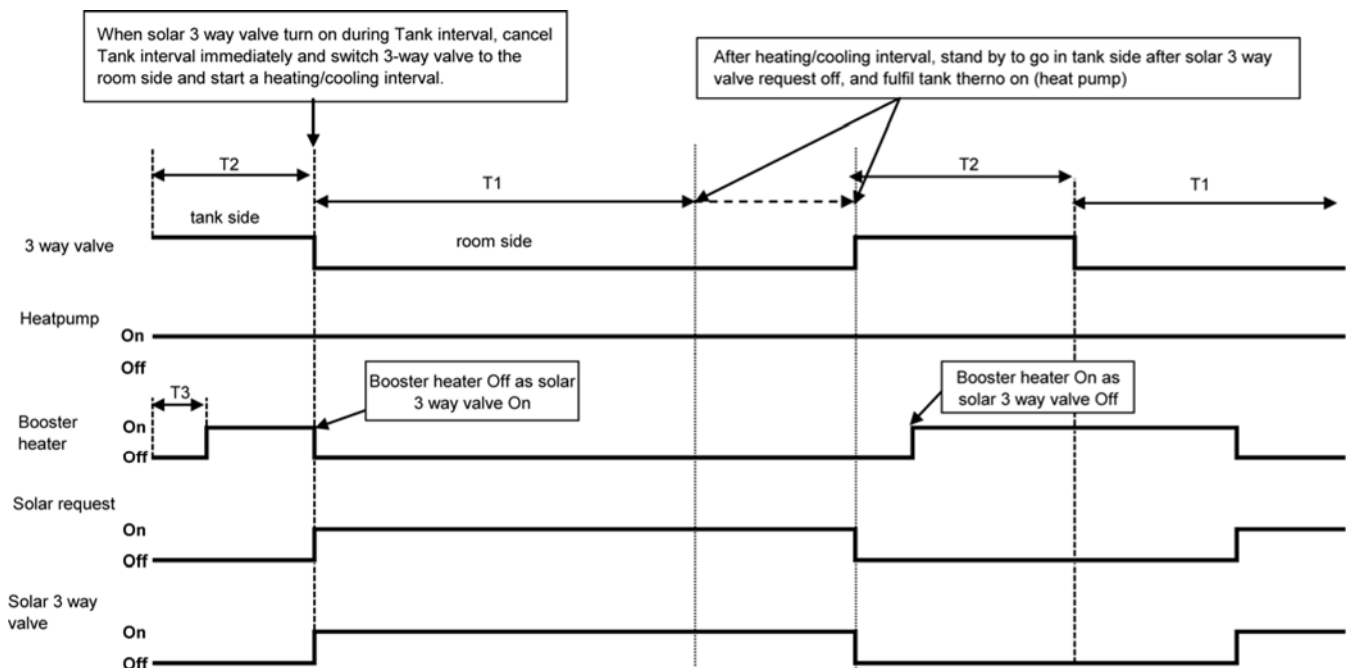 When solar 3 way valve turn on during Tank interval, cancel
Tank interval immediately and switch 3-way valve to the
room side and start a heating/cooling interval.
After heating/cooling interval, stand by to go in tank side after solar 3 way
valve request off, and fulfil tank therno on (heat pump)
T2
T1
T2
T1
tank side
room side
3 way valve
Heatpump
On
Off
T3
Booster heater Off as solar
3 way valve On
Booster heater On as
solar 3 way valve Off
Booster
heater
On
Off
Solar request
On
Off
Solar 3 way
valve
On
Off